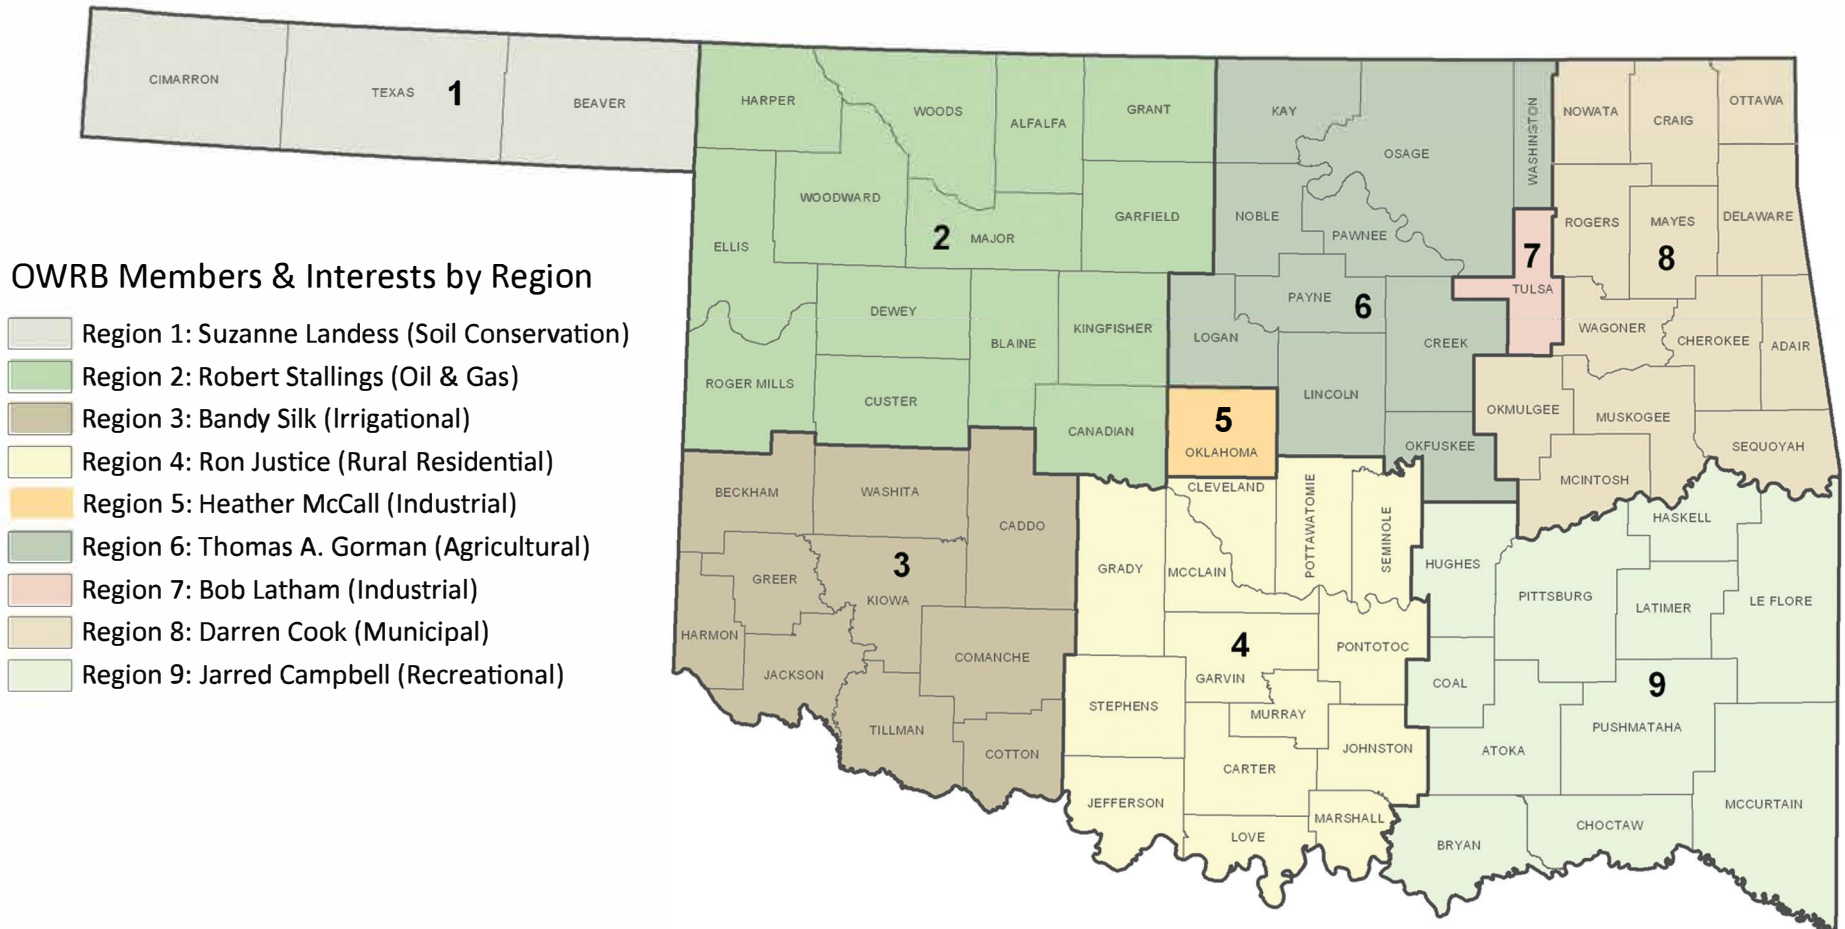 CIMARRON
TEXAS
1
BEAVER
HARPER
WOODS
ALFALFA
GRANT
KAY
OSAGE
WASHINGTON
NOWATA
CRAIG
OTTAWA
WOODWARD
ELLIS
2
MAJOR
GARFIELD
NOBLE
PAWNEE
7
TULSA
ROGERS
MAYES
8
DELAWARE
OWRB Members & Interests by Region
Region 1: Suzanne Landess (Soil Conservation)
Region 2: Robert Stallings (Oil & Gas)
Region 3: Bandy Silk (Irrigational)
Region 4: Ron Justice (Rural Residential)
Region 5: Heather McCall (Industrial)
Region 6: Thomas A. Gorman (Agricultural)
Region 7: Bob Latham (Industrial)
Region 8: Darren Cook (Municipal)
Region 9: Jarred Campbell (Recreational)
DEWEY
BLAINE
KINGFISHER
LOGAN
PAYNE
6
CREEK
WAGONER
CHEROKEE
ADAIR
ROGER MILLS
CUSTER
CANADIAN
5
OKLAHOMA
LINCOLN
OKFUSKEE
OKMULGEE
MUSKOGEE
SEQUOYAH
MCINTOSH
BECKHAM
WASHITA
CADDO
CLEVELAND
POTTAWATOMIE
SEMINOLE
HASKELL
GREER
3
KIOWA
GRADY
MCCLAIN
HUGHES
PITTSBURG
LATIMER
LE FLORE
HARMON
JACKSON
COMANCHE
4
GARVIN
PONTOTOC
COAL
9
PUSHMATAHA
TILLMAN
COTTON
STEPHENS
MURRAY
JOHNSTON
ATOKA
CARTER
JEFFERSON
LOVE
MARSHALL
BRYAN
CHOCTAW
MCCURTAIN